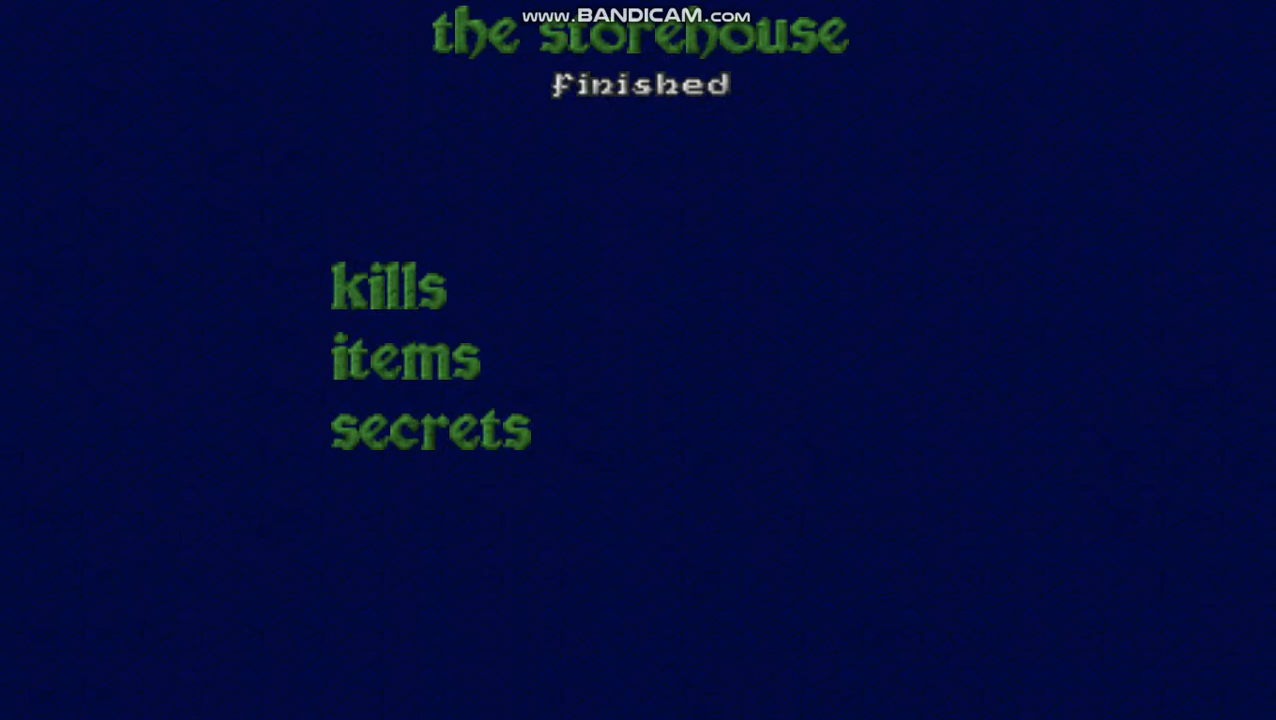 www.BANDICAM.com
the storehouse
finished
kills
items
secrets